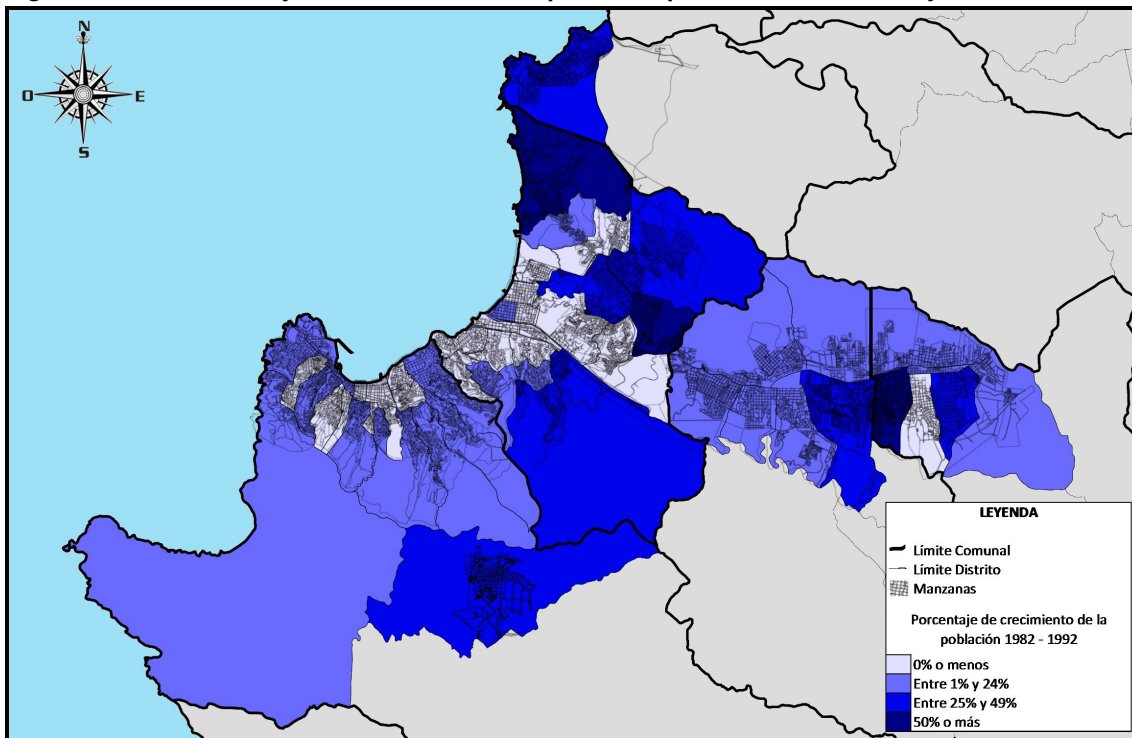 N
O E
S
LEYENDA
Límite Comunal
Límite Distrito
Manzanas
Porcentaje de crecimiento de la
población 1982 - 1992
0% o menos
Entre 1% y 24%
Entre 25% y 49%
50% o más